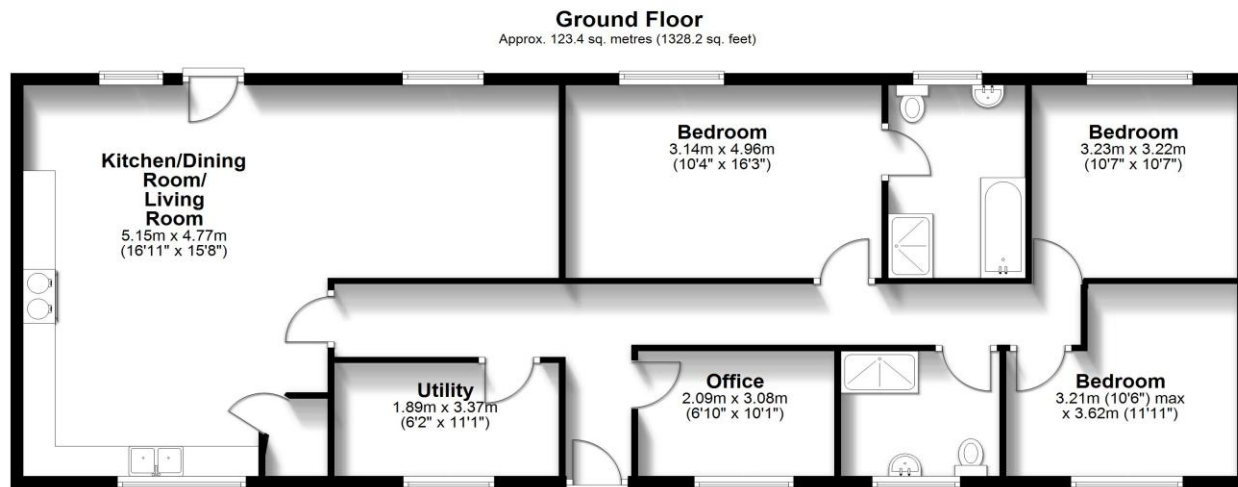 Ground Floor
Approx. 123.4 sq. metres (1328.2 sq. feet)
Kitchen/Dining
Room/
Living
Room
5.15m x 4.77m
(16'11" x 15'8")
Bedroom
3.14m x 4.96m
(10'4" x 16'3")
Bedroom
3.23m x 3.22m
(10'7" x 10'7")
Utility
1.89m x 3.37m
(6'2" x 11'1")
Office
2.09m x 3.08m
(6'10" x 10'1")
Bedroom
3.21m (10'6") max
x 3.62m (11'11")